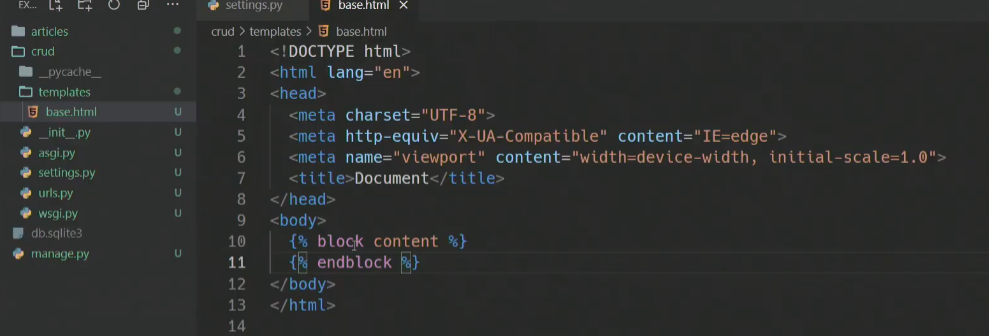 EX...
settings.py
base.html
articles
crud
__pycache__
templates
base.html U
__init__.py U
asgi.py U
settings.py U
urls.py U
wsgi.py U
db.sqlite3
manage.py U
crud > templates > base.html
1 <!DOCTYPE html>
2 <html lang="en">
3 <head>
4 <meta charset="UTF-8">
5 <meta http-equiv="X-UA-Compatible" content="IE=edge">
6 <meta name="viewport" content="width=device-width, initial-scale=1.0">
7 <title>Document</title>
8 </head>
9 <body>
10 {% block content %}
11 {% endblock %}
12 </body>
13 </html>
14